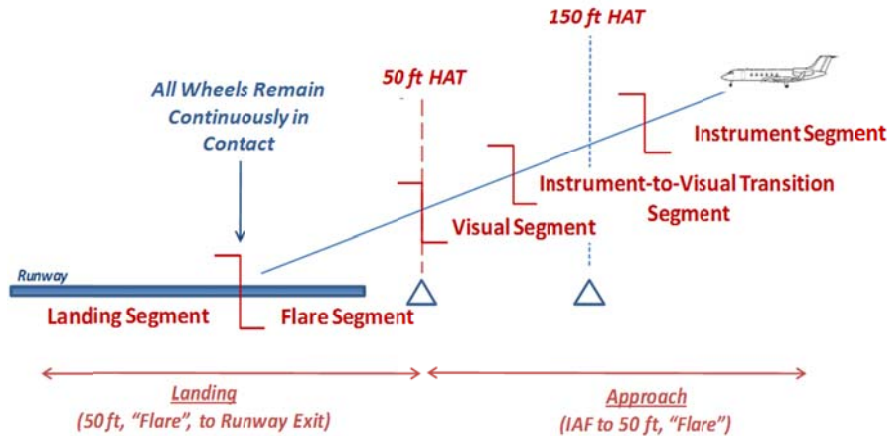 150 ft HAT
50 ft HAT
All Wheels Remain
Continuously in
Contact
Instrument Segment
Instrument-to-Visual Transition
Segment
Visual Segment
Runway
Landing Segment
Flare Segment
Landing
(50 ft, “Flare”, to Runway Exit)
Approach
(IAF to 50 ft, “Flare”)